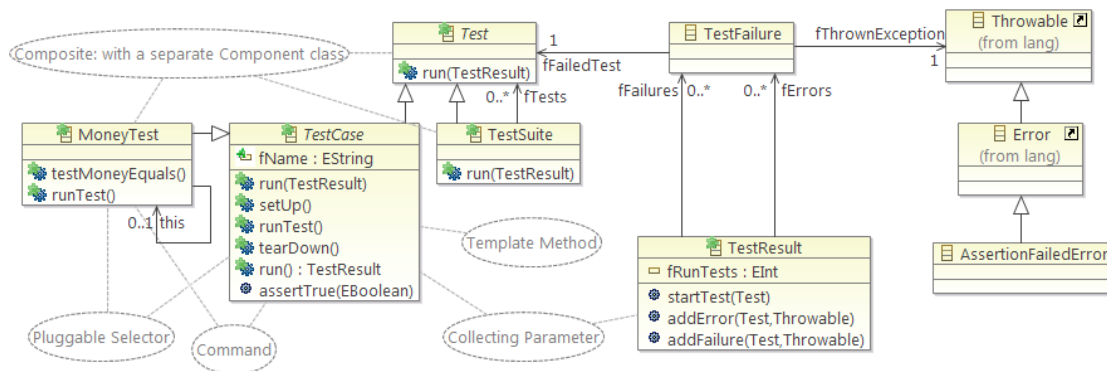 Composite: with a separate Component class
Test
run(TestResult)
1
fFailedTest
TestFailure
fThrownException
1
Throwable
(from lang)
0..*
fTests
fFailures
0..*
0..*
fErrors
MoneyTest
testMoneyEquals()
runTest()
0..1
this
TestCase
fName : EString
run(TestResult)
setUp()
runTest()
tearDown()
run() : TestResult
assertTrue(EBoolean)
TestSuite
run(TestResult)
Error
(from lang)
Template Method
TestResult
fRunTests : EInt
startTest(Test)
addError(Test,Throwable)
addFailure(Test,Throwable)
AssertionFailedError
Pluggable Selector
Command
Collecting Parameter